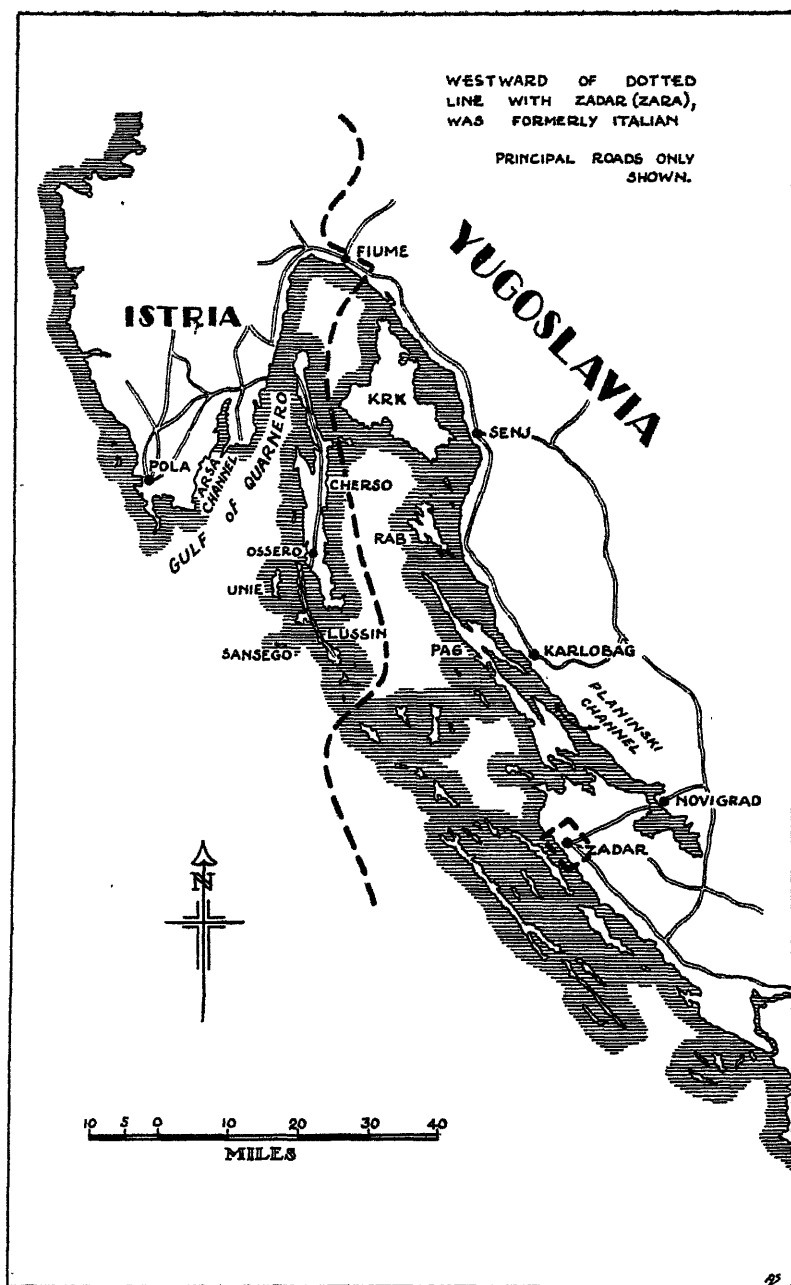 WESTWARD OF DOTTED
LINE WITH ZADAR (ZARA),
WAS FORMERLY ITALIAN
PRINCIPAL ROADS ONLY
SHOWN.
FIUME
YUGOSLAVIA
ISTRIA
KRK
SENJ
POLA
ARSA
CHANNEL
GULF OF QUARNERO
CHERSO
OSSERO
RAB
UNIE
LUSSIN
SANSEGO
PAG
KARLOBAG
PLANINSKI
CHANNEL
NOVIGRAD
ZADAR
N
10 5 0 10 20 30 40
MILES